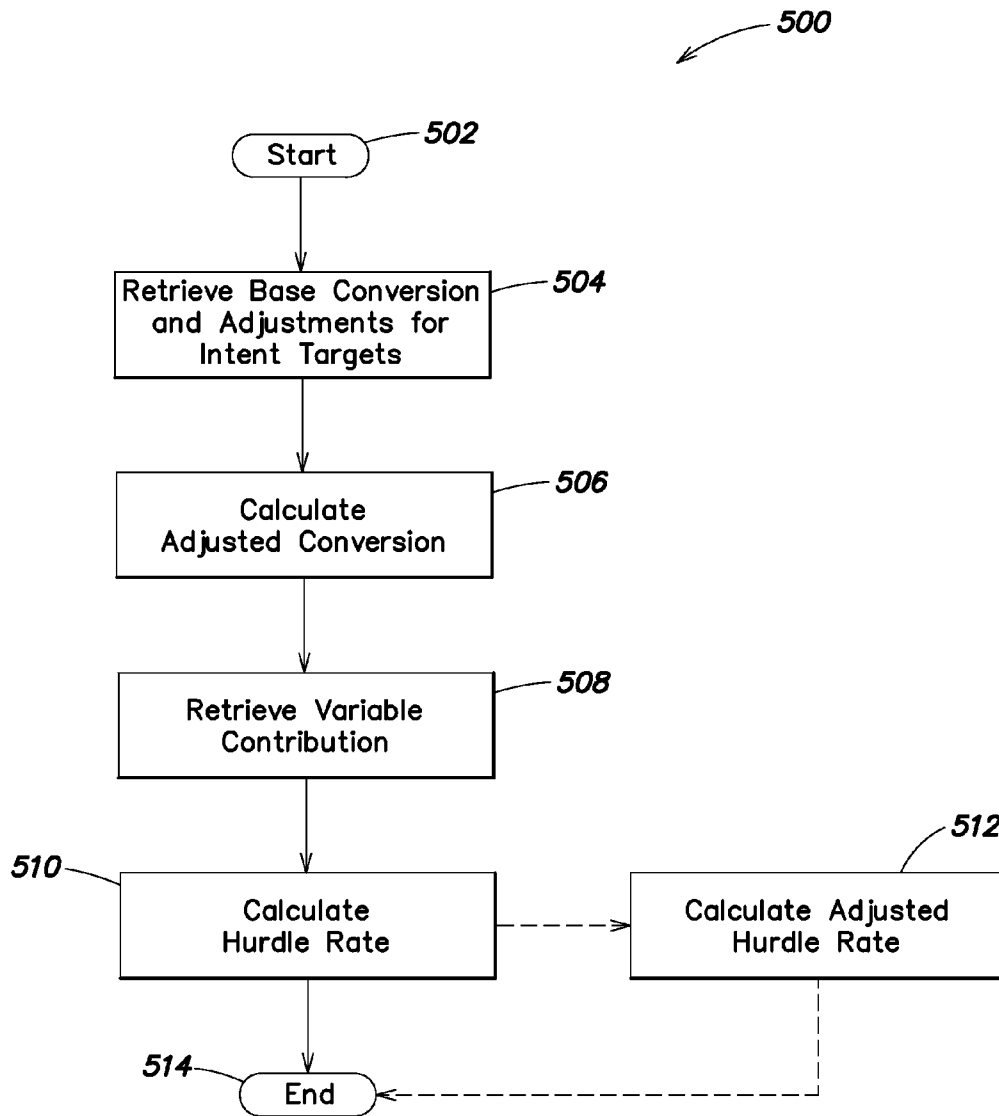 500
502
Start
504
Retrieve Base Conversion
and Adjustments for
Intent Targets
506
Calculate
Adjusted Conversion
508
Retrieve Variable
Contribution
510
Calculate
Hurdle Rate
512
Calculate Adjusted
Hurdle Rate
514
End